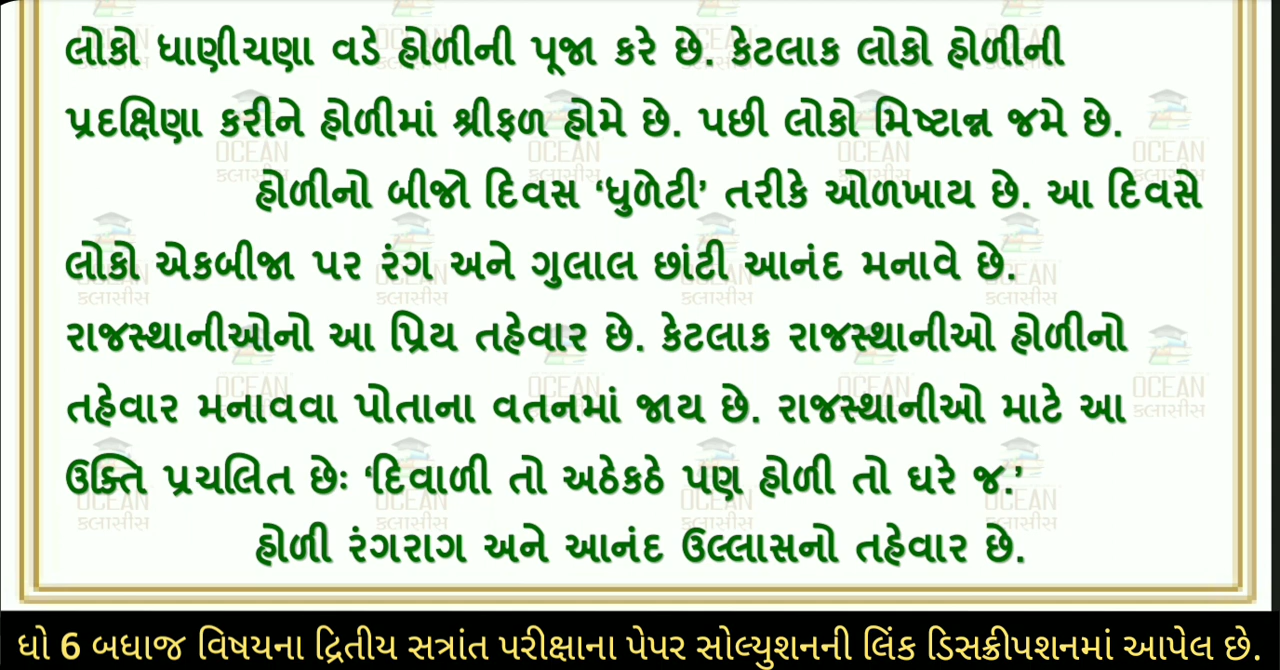 લોકો ધાણીચણા વડે હોળીની પૂજા કરે છે. કેટલાક લોકો હોળીની
પ્રદક્ષિણા કરીને હોળીમાં શ્રીફળ હોમે છે. પછી લોકો મિષ્ટાન્ન જમે છે.
હોળીનો બીજો દિવસ ‘ધુળેટી’ તરીકે ઓળખાય છે. આ દિવસે
લોકો એકબીજા પર રંગ અને ગુલાલ છાંટી આનંદ મનાવે છે.
રાજસ્થાનીઓનો આ પ્રિય તહેવાર છે. કેટલાક રાજસ્થાનીઓ હોળીનો
તહેવાર મનાવવા પોતાના વતનમાં જાય છે. રાજસ્થાનીઓ માટે આ
ઉક્તિ પ્રચલિત છેઃ ‘દિવાળી તો અઠેકઠે પણ હોળી તો ઘરે જ.’
હોળી રંગરાગ અને આનંદ ઉલ્લાસનો તહેવાર છે.
ધો 6 બધાજ વિષયના દ્રિતીય સત્રાંત પરીક્ષાના પેપર સોલ્યુશનની લિંક ડિસક્રીપશનમાં આપેલ છે.